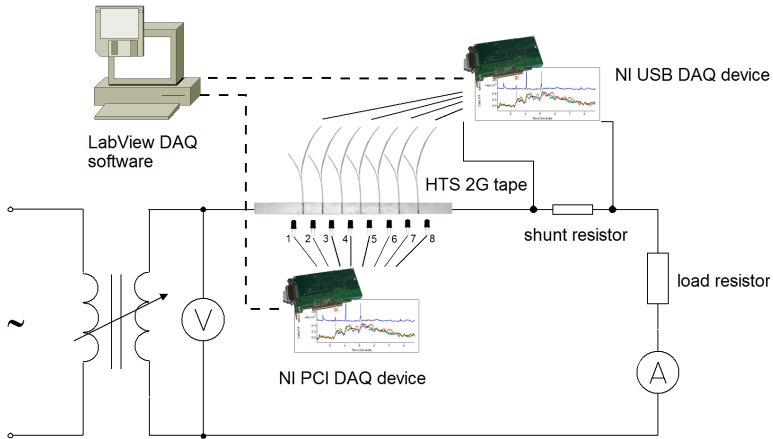 NI USB DAQ device
LabView DAQ
software
HTS 2G tape
1 2 3 4 5 6 7 8
shunt resistor
load resistor
V
~
A
NI PCI DAQ device